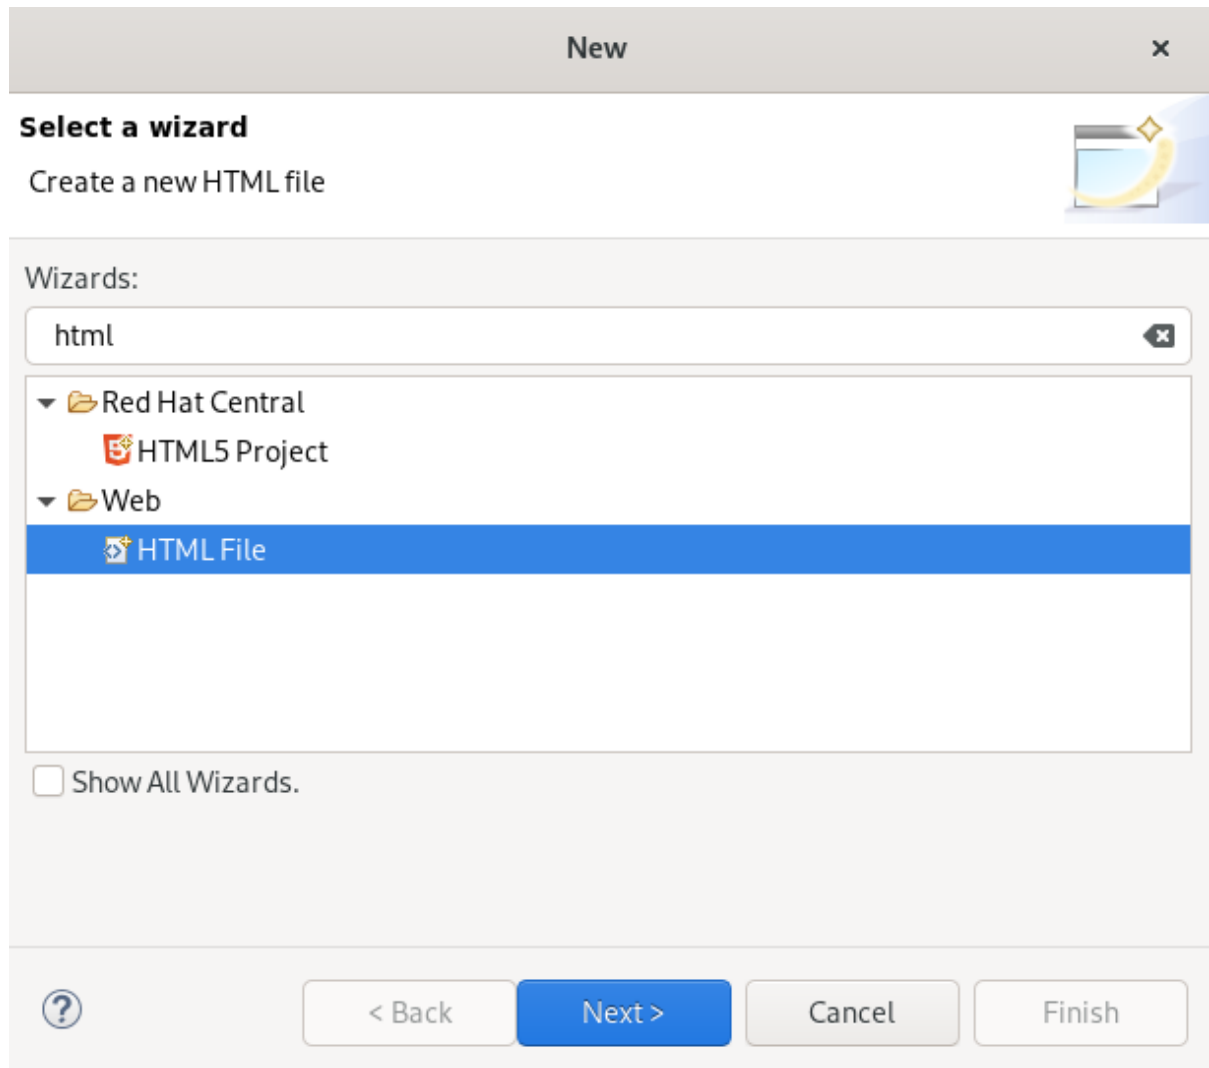 New
Select a wizard
Create a new HTML file
Wizards:
html
Red Hat Central
HTML5 Project
Web
HTML File
Show All Wizards.
< Back Next > Cancel Finish